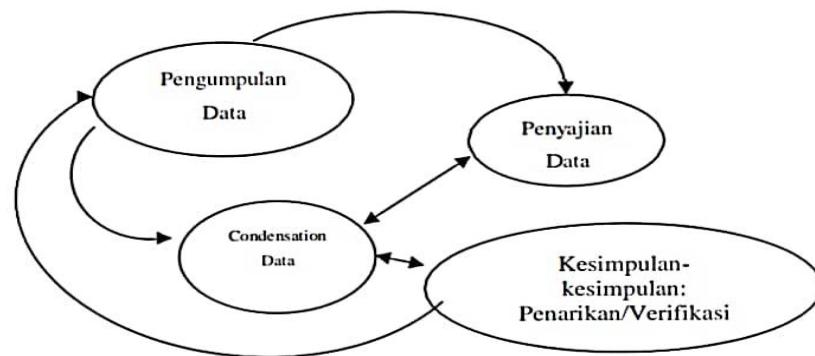 Pengumpulan
Data
Penyajian
Data
Condensation
Data
Kesimpulan-
kesimpulan:
Penarikan/Verifikasi